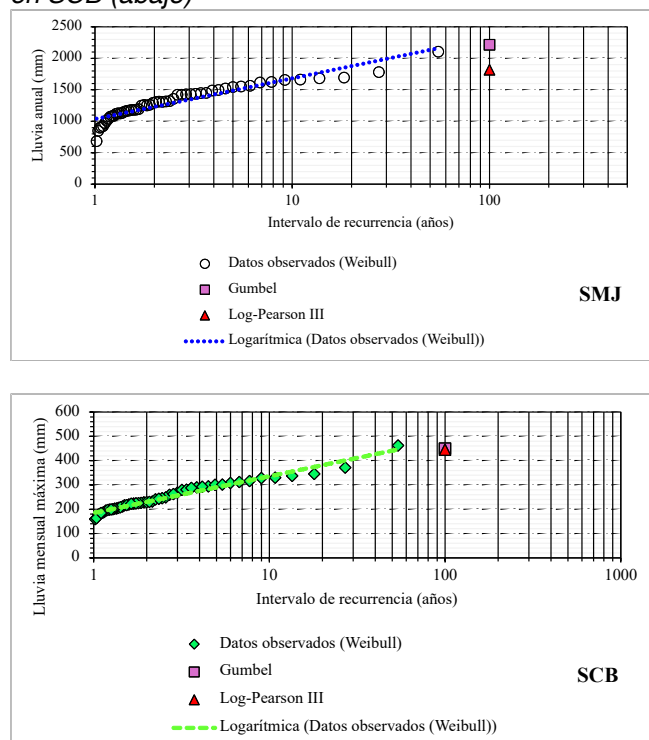 en SCB (abajo)
2500
2000
1500
1000
500
0
1
10
100
Lluvia anual (mm)
Intervalo de recurrencia (años)
Datos observados (Weibull)
Gumbel
Log-Pearson III
Logarítmica (Datos observados (Weibull))
SMJ
600
500
400
300
200
100
0
1
10
100
1000
Lluvia mensual máxima (mm)
Intervalo de recurrencia (años)
Datos observados (Weibull)
Gumbel
Log-Pearson III
Logarítmica (Datos observados (Weibull))
SCB